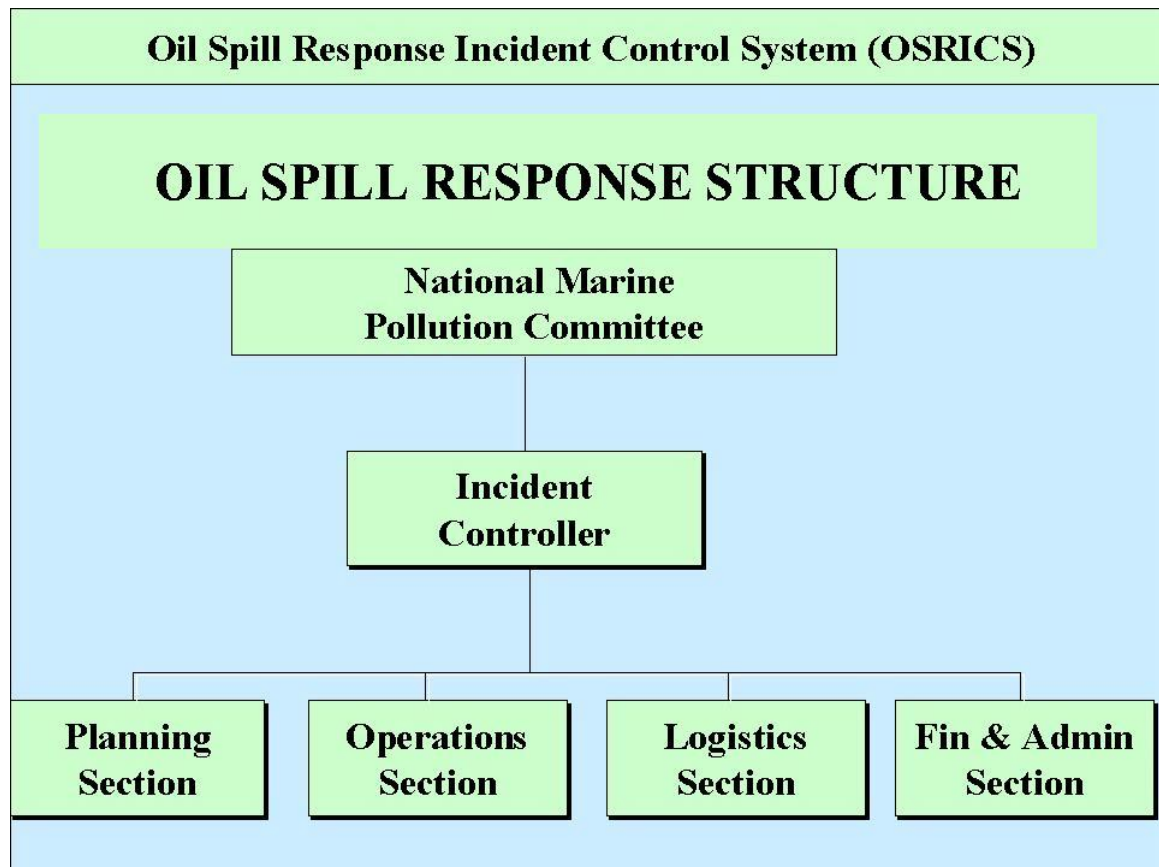 Oil Spill Response Incident Control System (OSRICS)
OIL SPILL RESPONSE STRUCTURE
National Marine
Pollution Committee
Incident
Controller
Planning
Section
Operations
Section
Logistics
Section
Fin & Admin
Section